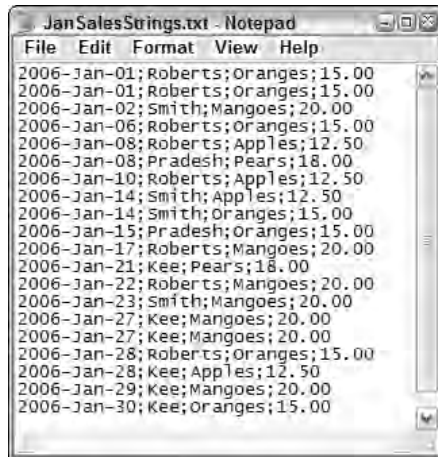 JanSalesStrings.txt - Notepad
File Edit Format View Help
2006-Jan-01;Roberts;Oranges;15.00
2006-Jan-01;Roberts;Oranges;15.00
2006-Jan-02;Smith;Mangoes;20.00
2006-Jan-06;Roberts;Oranges;15.00
2006-Jan-08;Roberts;Apples;12.50
2006-Jan-08;Pradesh;Pears;18.00
2006-Jan-10;Roberts;Apples;12.50
2006-Jan-14;Smith;Apples;12.50
2006-Jan-14;Smith;Oranges;15.00
2006-Jan-15;Pradesh;Oranges;15.00
2006-Jan-17;Roberts;Mangoes;20.00
2006-Jan-21;Kee;Pears;18.00
2006-Jan-22;Roberts;Mangoes;20.00
2006-Jan-23;Smith;Mangoes;20.00
2006-Jan-27;Kee;Mangoes;20.00
2006-Jan-27;Kee;Mangoes;20.00
2006-Jan-28;Roberts;Oranges;15.00
2006-Jan-28;Kee;Apples;12.50
2006-Jan-29;Kee;Mangoes;20.00
2006-Jan-30;Kee;Oranges;15.00